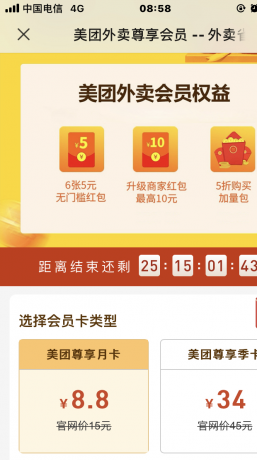 中国电信 4G 08:58
美团外卖尊享会员 -- 外卖省
美团外卖会员权益
¥5 ¥10
6张5元 升级商家红包 5折购买
无门槛红包 最高10元 加量包
距离结束还剩 25 : 15 : 01 : 43
选择会员卡类型
美团尊享月卡 美团尊享季卡
¥8.8 ¥34
官网价15元 官网价45元